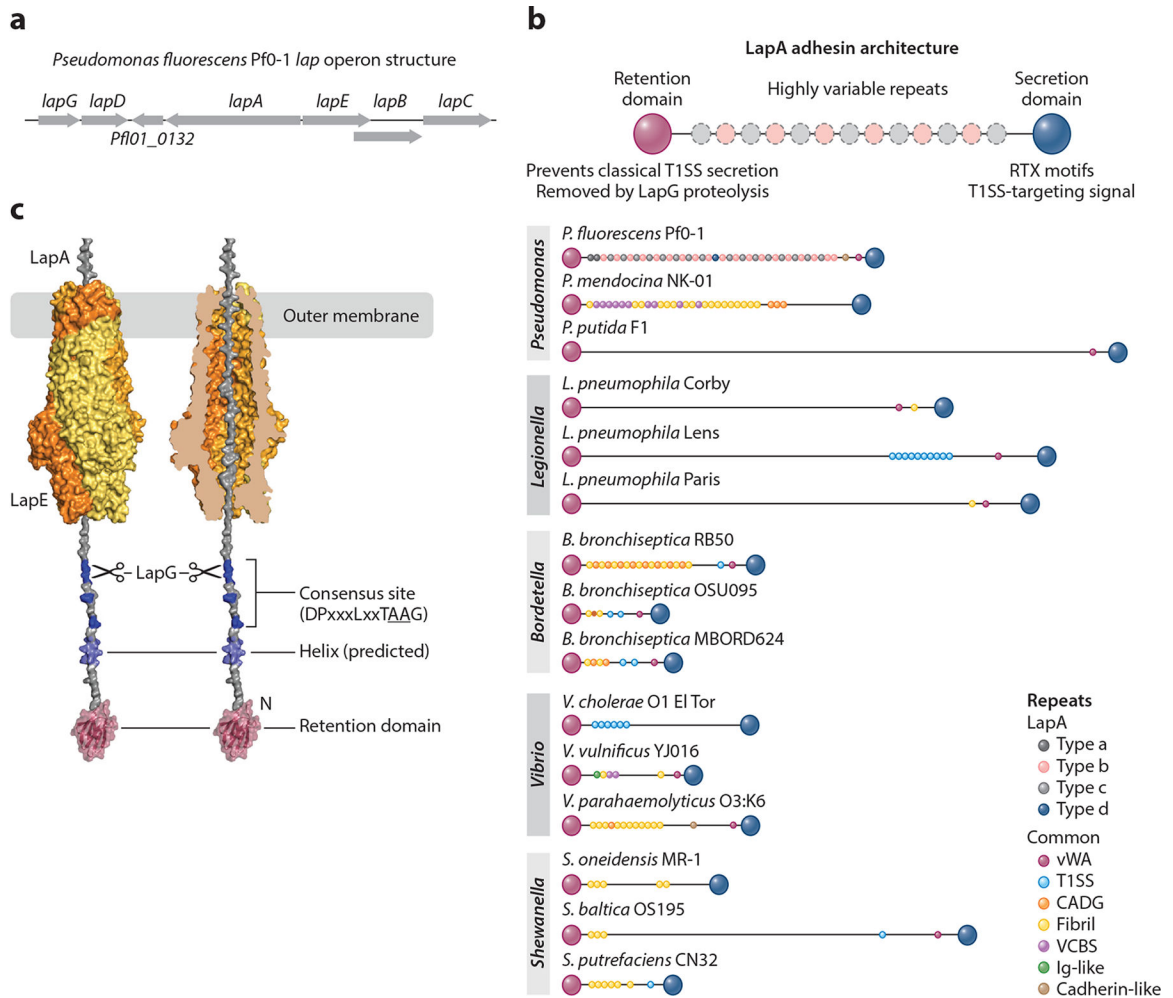 a
Pseudomonas fluorescens Pf0-1 lap operon structure
lapG lapD lapA lapE lapB lapC
Pfl01_0132
b
LapA adhesin architecture
Retention
domain
Highly variable repeats
Secretion
domain
Prevents classical T1SS secretion
Removed by LapG proteolysis
RTX motifs
T1SS-targeting signal
c
LapA
Outer membrane
LapE
LapG
Consensus site
(DPxxxLxxTAAG)
Helix (predicted)
N
Retention domain
Pseudomonas
P. fluorescens Pf0-1
P. mendocina NK-01
P. putida F1
Legionella
L. pneumophila Corby
L. pneumophila Lens
L. pneumophila Paris
Bordetella
B. bronchiseptica RB50
B. bronchiseptica OSU095
B. bronchiseptica MBORD624
Vibrio
V. cholerae O1 El Tor
V. vulnificus YJ016
V. parahaemolyticus O3:K6
Shewanella
S. oneidensis MR-1
S. baltica OS195
S. putrefaciens CN32
Repeats
LapA
Type a
Type b
Type c
Type d
Common
vWA
T1SS
CADG
Fibril
VCBS
Ig-like
Cadherin-like